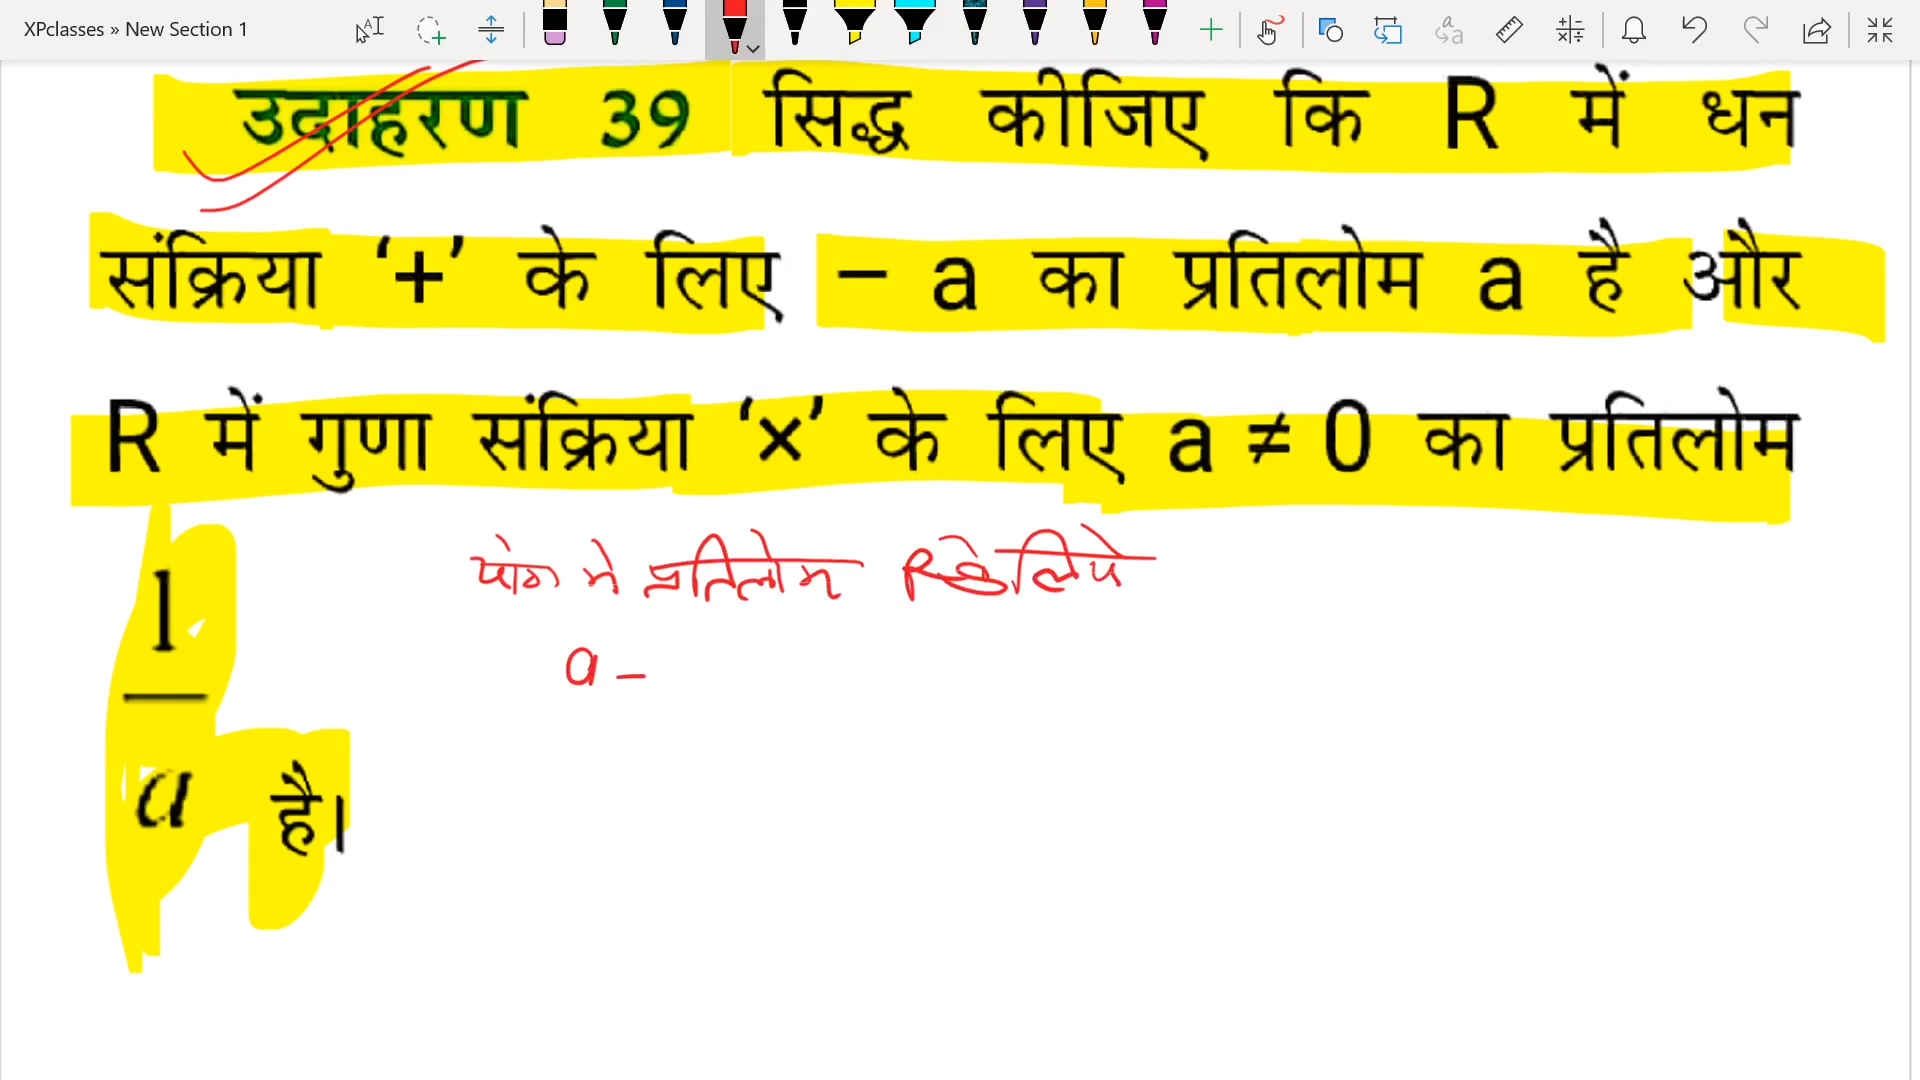 XPclasses » New Section 1
उदाहरण 39 सिद्ध कीजिए कि R में धन
संक्रिया ‘+’ के लिए – a का प्रतिलोम a है और
R में गुणा संक्रिया ‘×’ के लिए a ≠ 0 का प्रतिलोम
1
a है।
योग मे प्रतिलोम R के लिये
a –